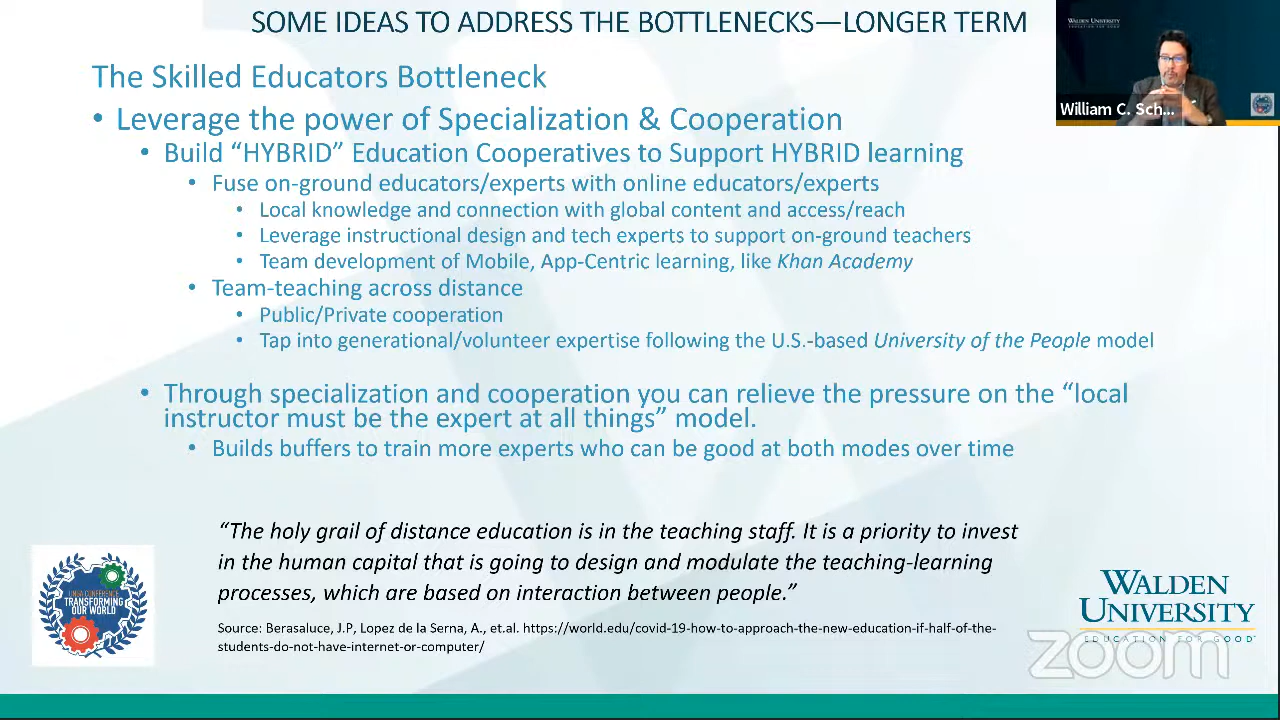 SOME IDEAS TO ADDRESS THE BOTTLENECKS—LONGER TERM
WALDEN UNIVERSITY
William C. Sch...
The Skilled Educators Bottleneck
• Leverage the power of Specialization & Cooperation
• Build “HYBRID” Education Cooperatives to Support HYBRID learning
• Fuse on-ground educators/experts with online educators/experts
• Local knowledge and connection with global content and access/reach
• Leverage instructional design and tech experts to support on-ground teachers
• Team development of Mobile, App-Centric learning, like Khan Academy
• Team-teaching across distance
• Public/Private cooperation
• Tap into generational/volunteer expertise following the U.S.-based University of the People model
• Through specialization and cooperation you can relieve the pressure on the “local
instructor must be the expert at all things” model.
• Builds buffers to train more experts who can be good at both modes over time
“The holy grail of distance education is in the teaching staff. It is a priority to invest
in the human capital that is going to design and modulate the teaching-learning
processes, which are based on interaction between people.”
Source: Berasaluce, J.P, Lopez de la Serna, A., et.al. https://world.edu/covid-19-how-to-approach-the-new-education-if-half-of-the-
students-do-not-have-internet-or-computer/
CONFERENCE
TRANSFORMING
OUR WORLD
WALDEN
UNIVERSITY
EDUCATION FOR GOOD
zoom